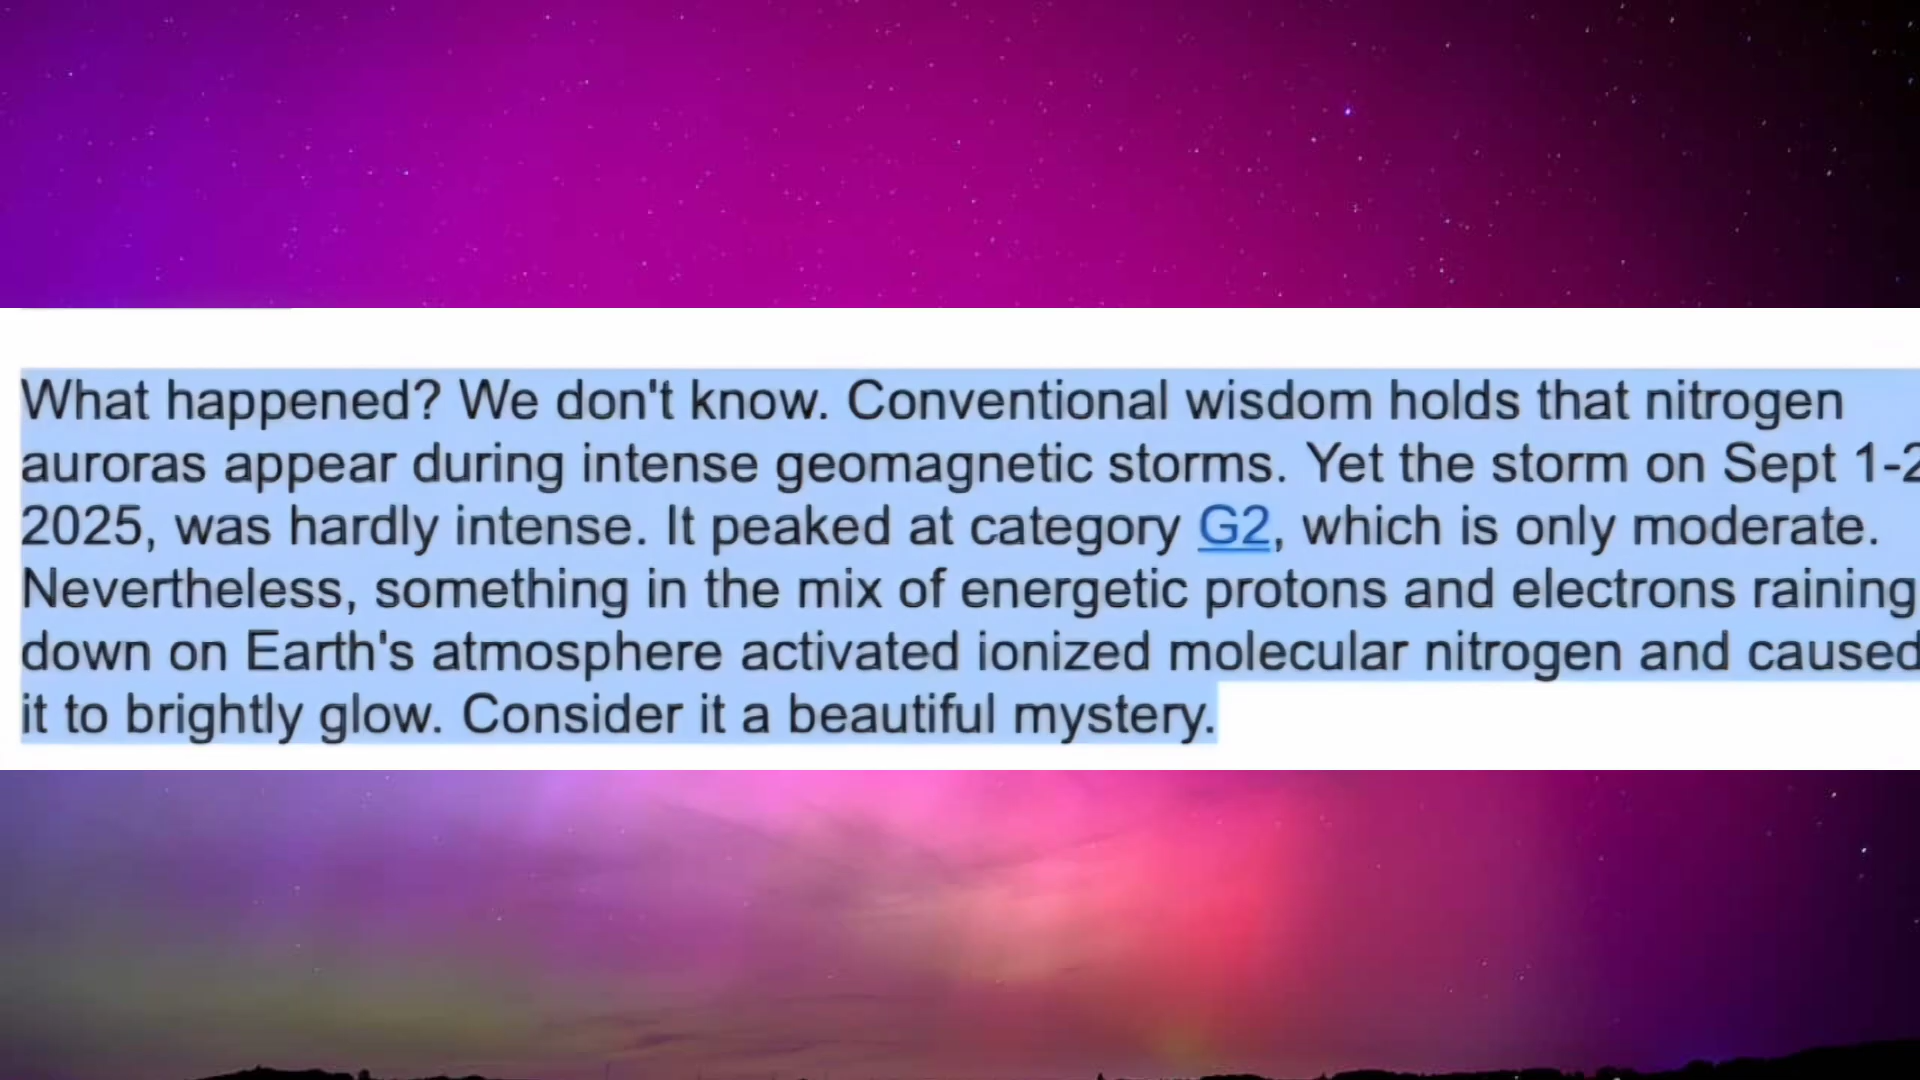 What happened? We don't know. Conventional wisdom holds that nitrogen
auroras appear during intense geomagnetic storms. Yet the storm on Sept 1-2
2025, was hardly intense. It peaked at category G2, which is only moderate.
Nevertheless, something in the mix of energetic protons and electrons raining
down on Earth's atmosphere activated ionized molecular nitrogen and caused
it to brightly glow. Consider it a beautiful mystery.